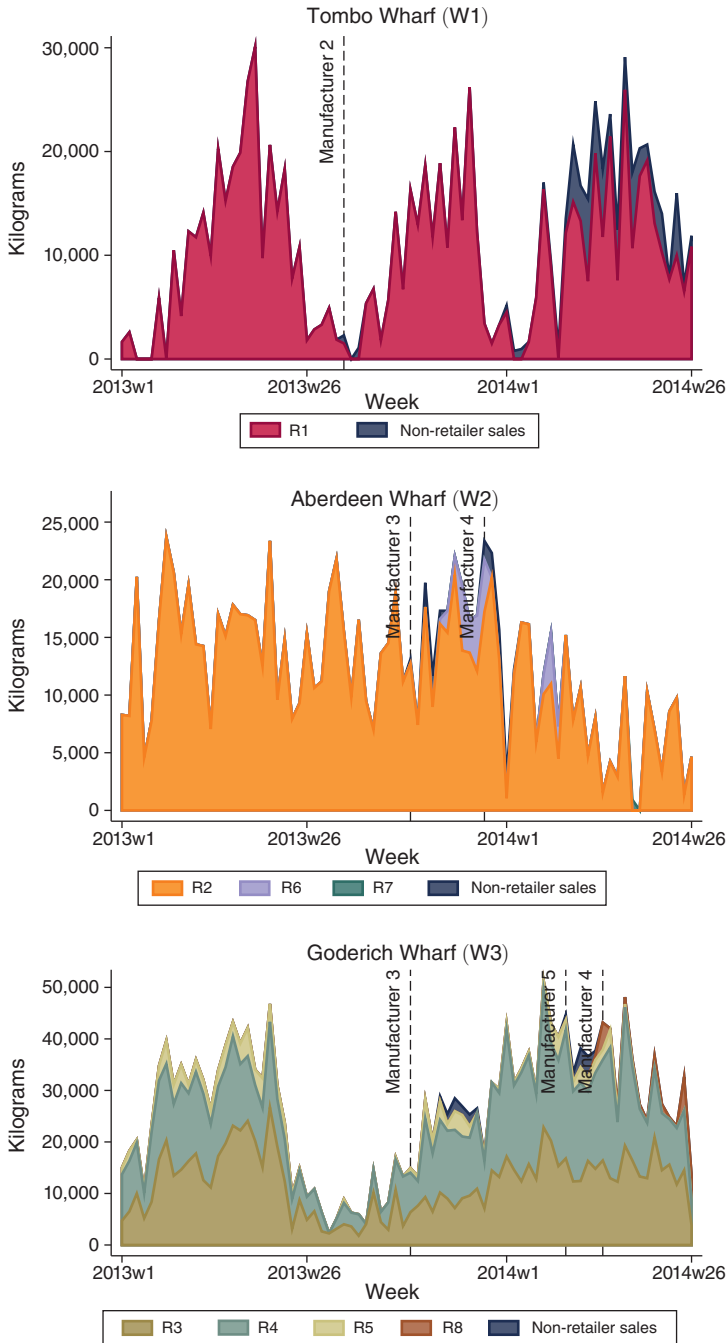 Tombo Wharf (W1)
30,000
20,000
10,000
0
Kilograms
Manufacturer 2
2013w1
2013w26
2014w1
2014w26
Week
R1
Non-retailer sales
Aberdeen Wharf (W2)
25,000
20,000
15,000
10,000
5,000
0
Kilograms
Manufacturer 3
Manufacturer 4
2013w1
2013w26
2014w1
2014w26
Week
R2
R6
R7
Non-retailer sales
Goderich Wharf (W3)
50,000
40,000
30,000
20,000
10,000
0
Kilograms
Manufacturer 3
Manufacturer 5
Manufacturer 4
2013w1
2013w26
2014w1
2014w26
Week
R3
R4
R5
R8
Non-retailer sales